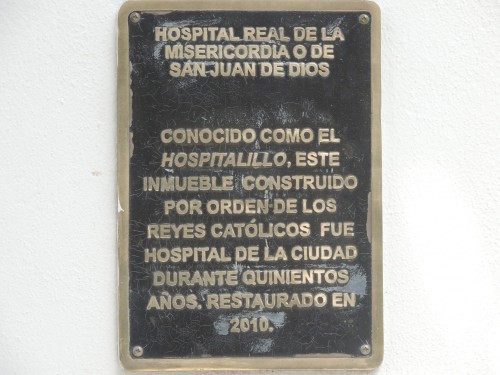 HOSPITAL REAL DE LA
MISERICORDIA O DE
SAN JUAN DE DIOS
CONOCIDO COMO EL
HOSPITALILLO, ESTE
INMUEBLE CONSTRUIDO
POR ORDEN DE LOS
REYES CATÓLICOS FUE
HOSPITAL DE LA CIUDAD
DURANTE QUINIENTOS
AÑOS. RESTAURADO EN
2010.